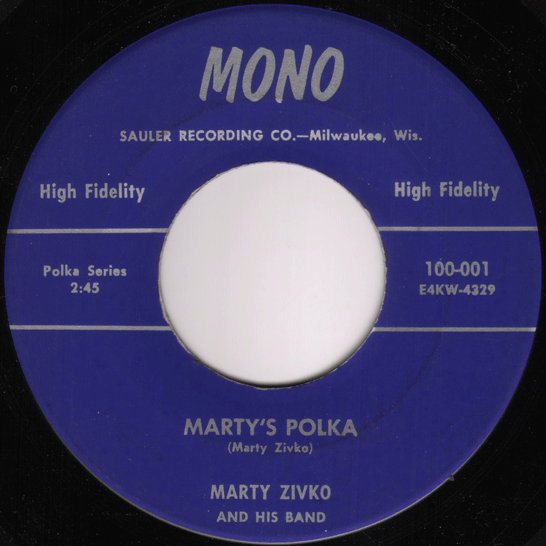 MONO
SAULER RECORDING CO.—Milwaukee, Wis.
High Fidelity
High Fidelity
Polka Series
2:45
100-001
E4KW-4329
MARTY'S POLKA
(Marty Zivko)
MARTY ZIVKO
AND HIS BAND